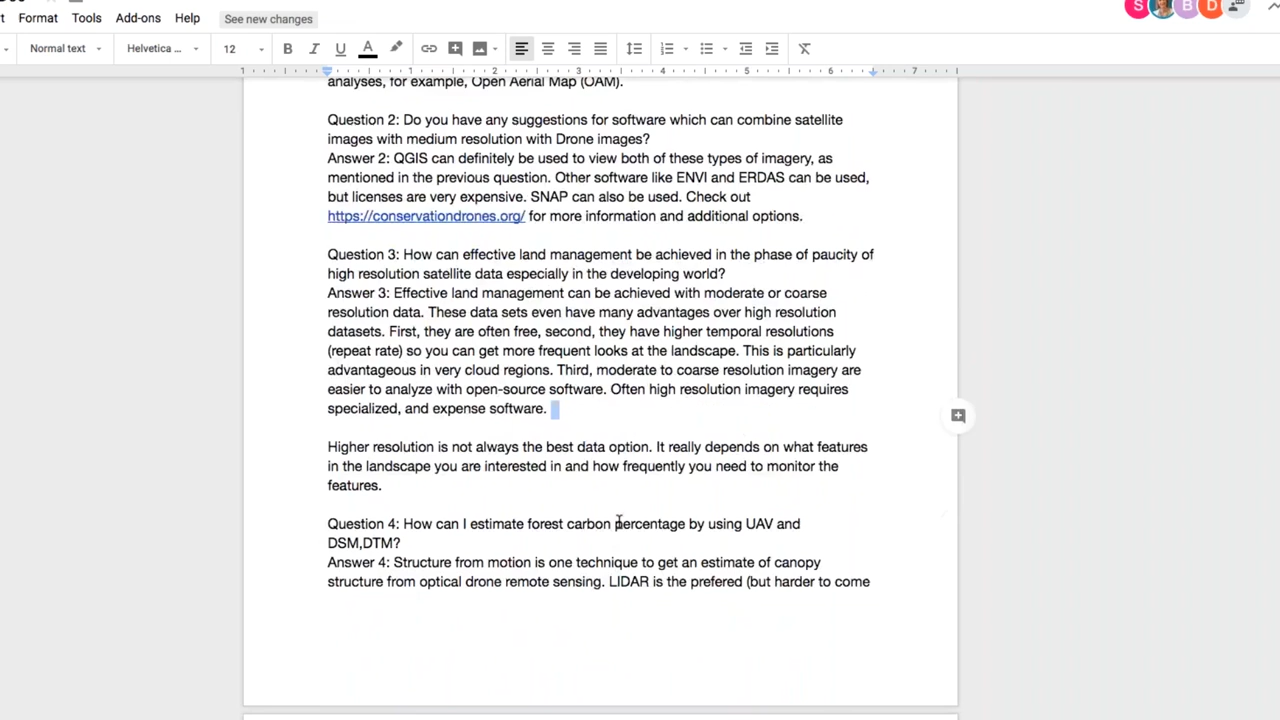 t Format Tools Add-ons Help See new changes
S B D
Normal text Helvetica ... 12 B I U A
1 1 2 3 4 5 6 7
analyses, for example, Open Aerial Map (OAM).
Question 2: Do you have any suggestions for software which can combine satellite
images with medium resolution with Drone images?
Answer 2: QGIS can definitely be used to view both of these types of imagery, as
mentioned in the previous question. Other software like ENVI and ERDAS can be used,
but licenses are very expensive. SNAP can also be used. Check out
https://conservationdrones.org/ for more information and additional options.
Question 3: How can effective land management be achieved in the phase of paucity of
high resolution satellite data especially in the developing world?
Answer 3: Effective land management can be achieved with moderate or coarse
resolution data. These data sets even have many advantages over high resolution
datasets. First, they are often free, second, they have higher temporal resolutions
(repeat rate) so you can get more frequent looks at the landscape. This is particularly
advantageous in very cloud regions. Third, moderate to coarse resolution imagery are
easier to analyze with open-source software. Often high resolution imagery requires
specialized, and expense software.
Higher resolution is not always the best data option. It really depends on what features
in the landscape you are interested in and how frequently you need to monitor the
features.
Question 4: How can I estimate forest carbon percentage by using UAV and
DSM,DTM?
Answer 4: Structure from motion is one technique to get an estimate of canopy
structure from optical drone remote sensing. LIDAR is the prefered (but harder to come